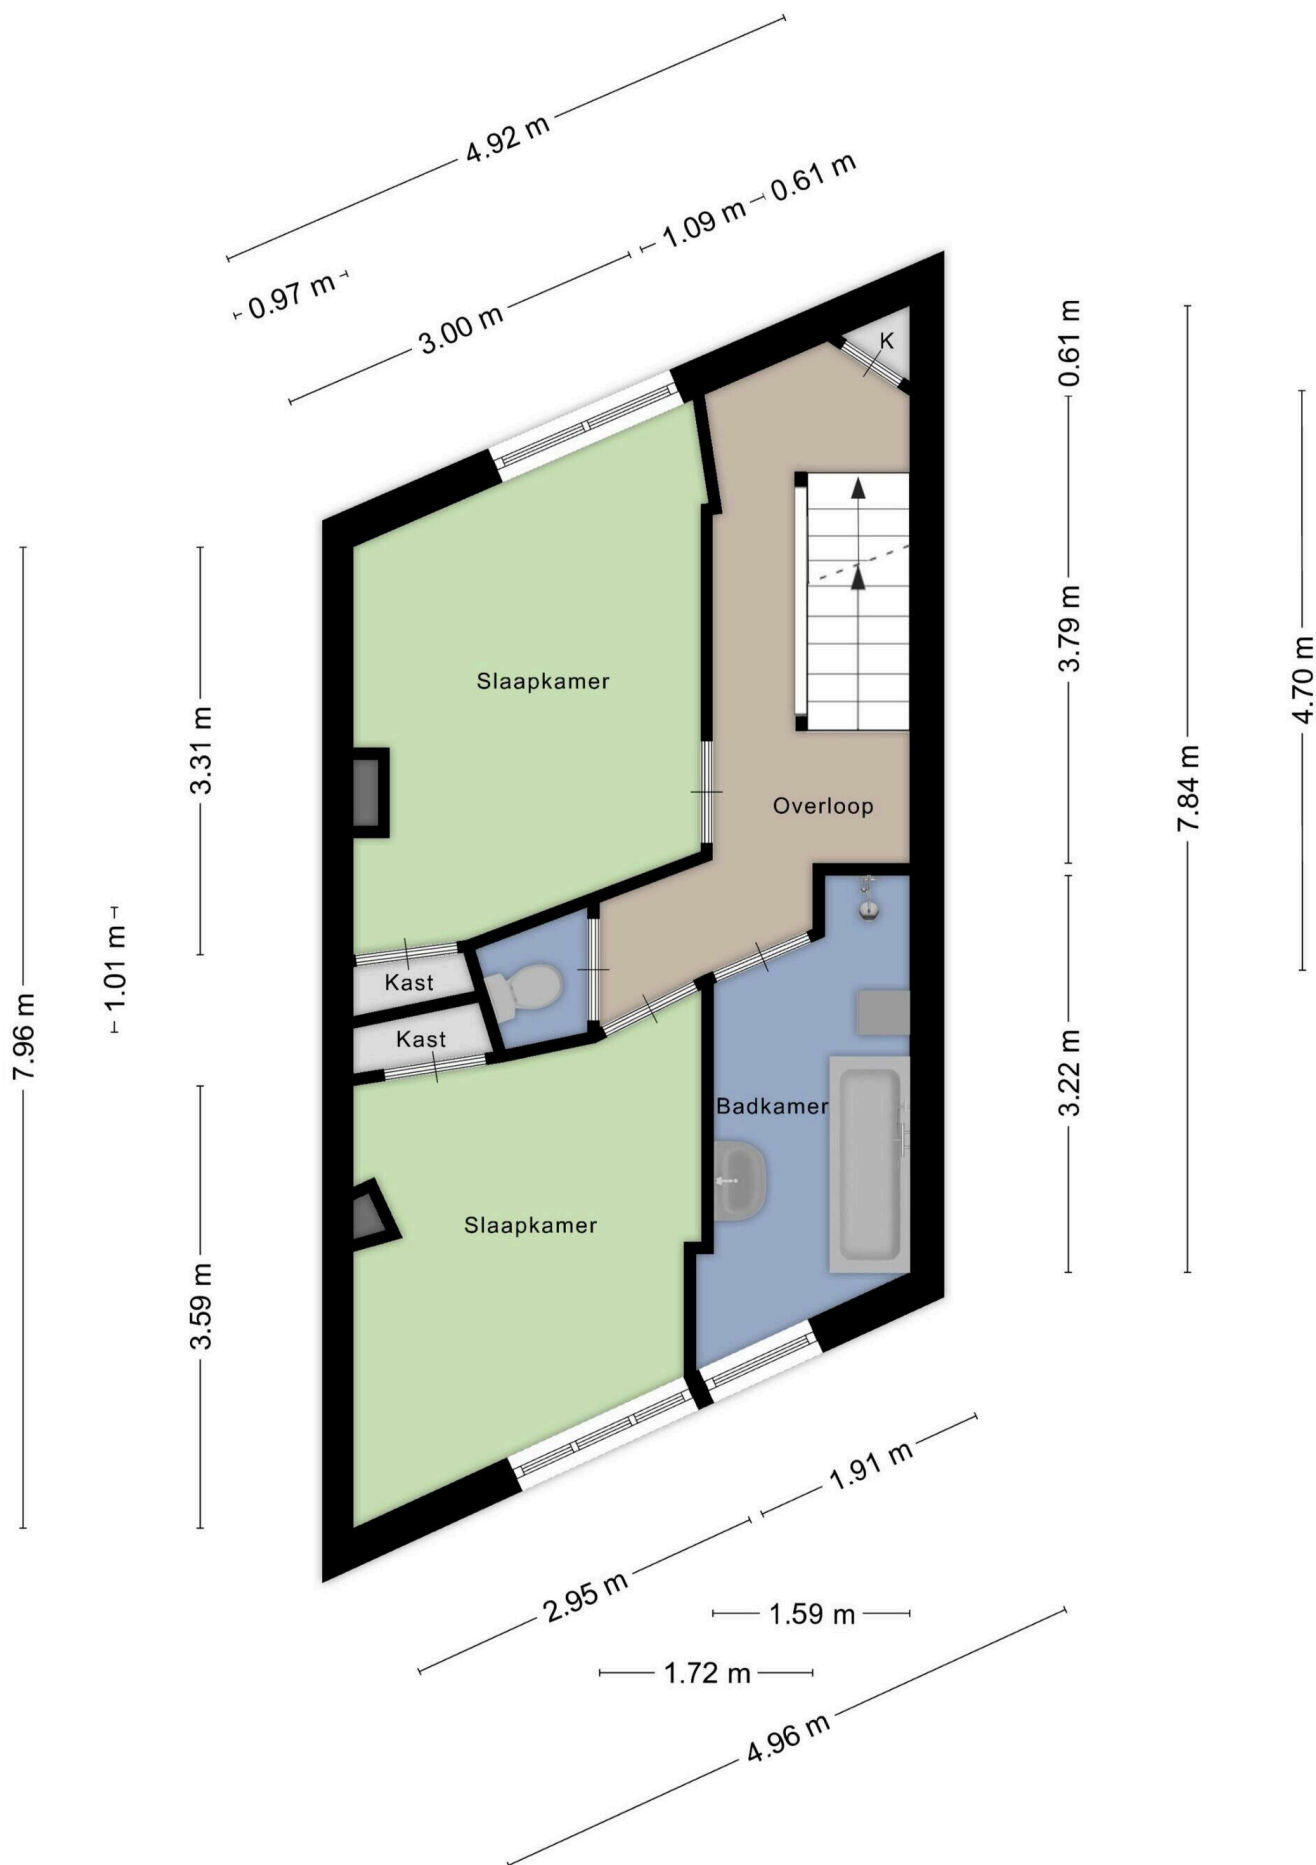 4.92 m
0.61 m
1.09 m
0.97 m
3.00 m
0.61 m
K
3.79 m
4.70 m
Slaapkamer
3.31 m
7.84 m
Overloop
1.01 m
Kast
7.96 m
Kast
3.22 m
Badkamer
Slaapkamer
3.59 m
1.91 m
2.95 m
1.59 m
1.72 m
4.96 m